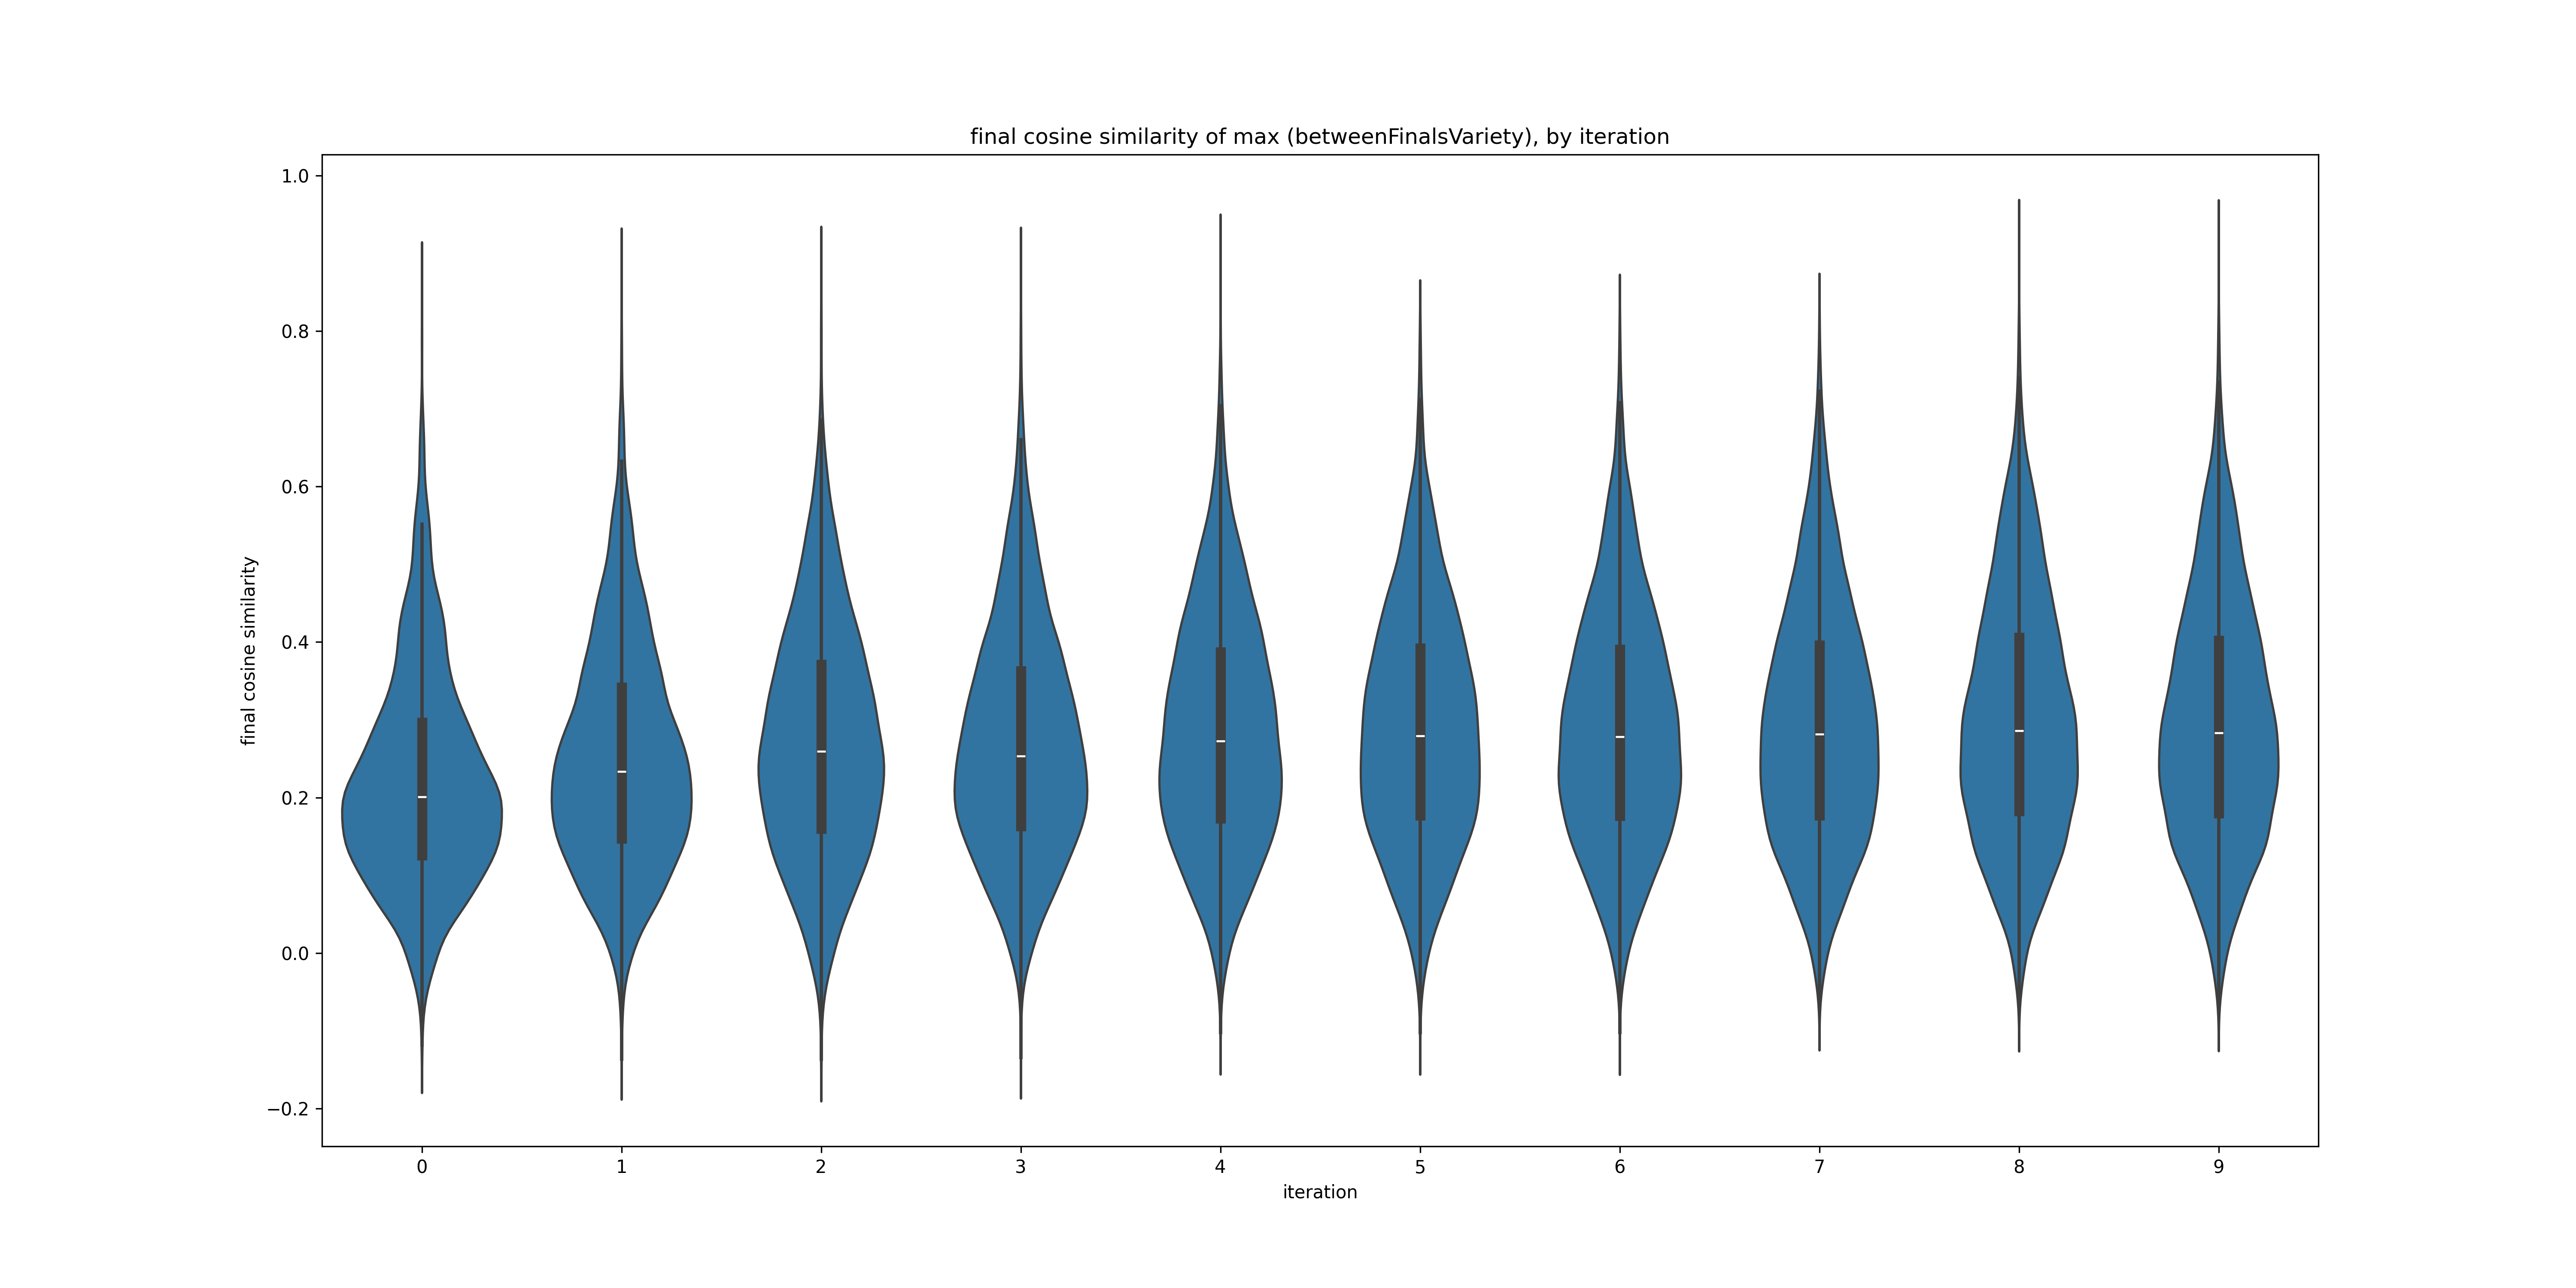 final cosine similarity of max (betweenFinalsVariety), by iteration
1.0
0.8
0.6
0.4
0.2
0.0
−0.2
final cosine similarity
0 1 2 3 4 5 6 7 8 9
iteration